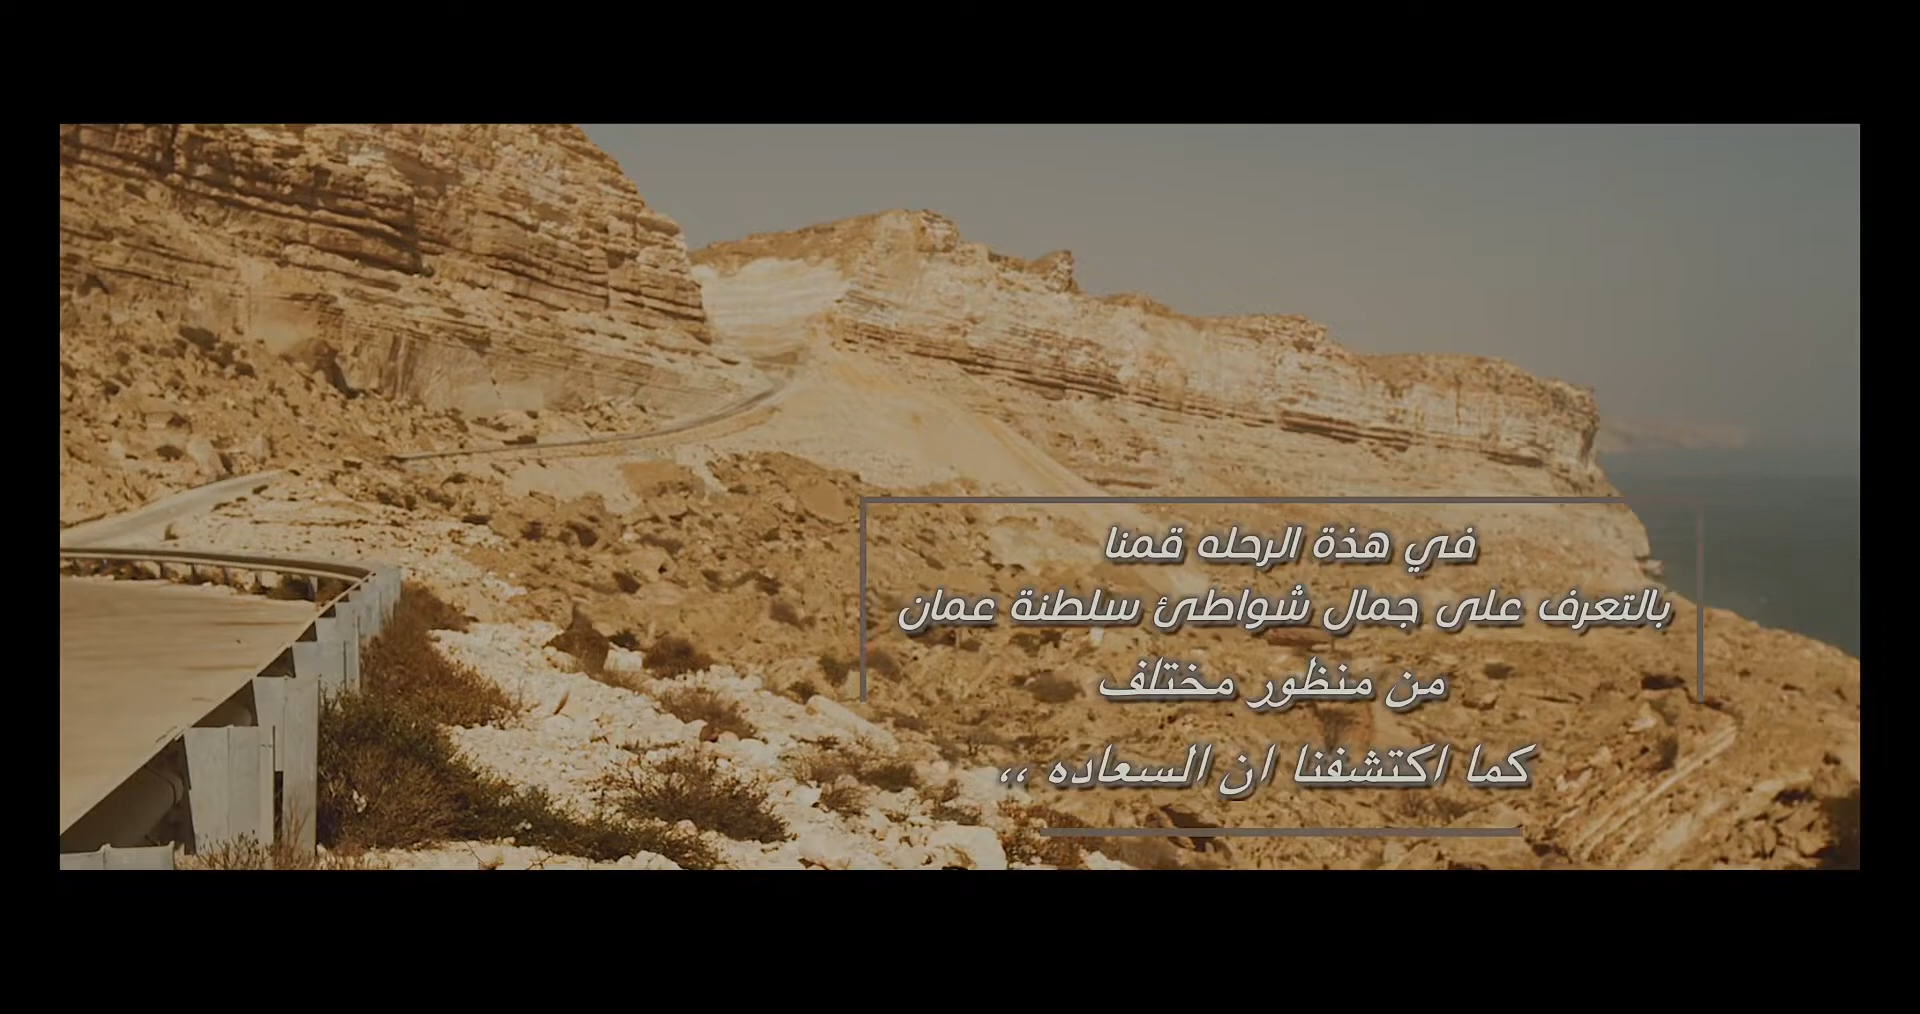 في هذة الرحله قمنا
بالتعرف على جمال شواطئ سلطنة عمان
من منظور مختلف
كما اكتشفنا ان السعاده ،،